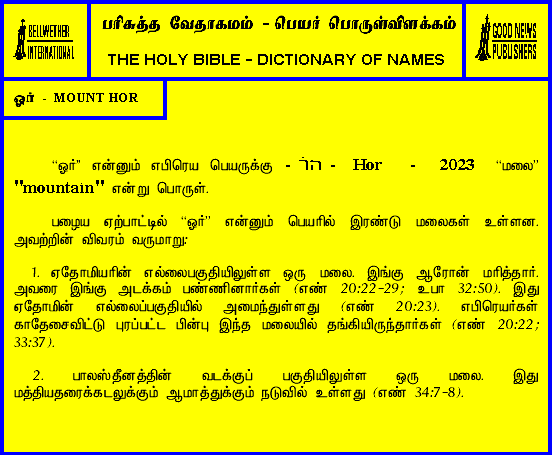 BELLWETHER
INTERNATIONAL
பரிசுத்த வேதாகமம் - பெயர் பொருள்விளக்கம்
THE HOLY BIBLE - DICTIONARY OF NAMES
GOOD NEWS
PUBLISHERS
ஓர் - MOUNT HOR
“ஓர்” என்னும் எபிரெய பெயருக்கு - הֹר - Hor - 2023 “மலை”
"mountain" என்று பொருள்.
பழைய ஏற்பாட்டில் “ஓர்” என்னும் பெயரில் இரண்டு மலைகள் உள்ளன.
அவற்றின் விவரம் வருமாறு:
1. ஏதோமியரின் எல்லைபகுதியிலுள்ள ஒரு மலை. இங்கு ஆரோன் மரித்தார்.
அவரை இங்கு அடக்கம் பண்ணினார்கள் (எண் 20:22-29; உபா 32:50). இது
ஏதோமின் எல்லைப்பகுதியில் அமைந்துள்ளது (எண் 20:23). எபிரெயர்கள்
காதேசைவிட்டு புரப்பட்ட பின்பு இந்த மலையில் தங்கியிருந்தார்கள் (எண் 20:22;
33:37).
2. பாலஸ்தீனத்தின் வடக்குப் பகுதியிலுள்ள ஒரு மலை. இது
மத்தியதரைக்கடலுக்கும் ஆமாத்துக்கும் நடுவில் உள்ளது (எண் 34:7-8).